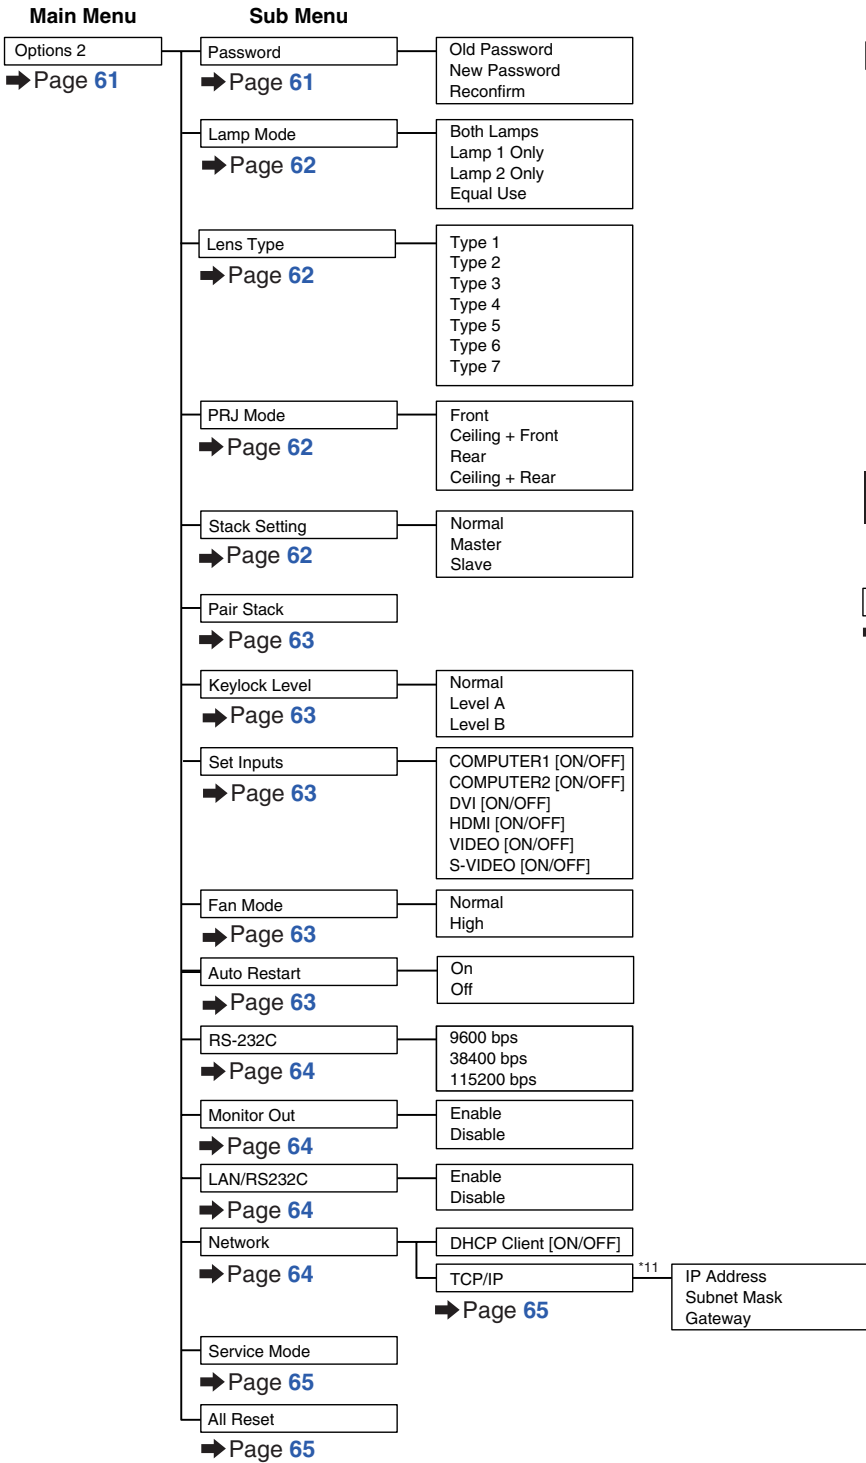 Main Menu
Sub Menu
Options 2
Page 61
Password
Page 61
Old Password
New Password
Reconfirm
Lamp Mode
Page 62
Both Lamps
Lamp 1 Only
Lamp 2 Only
Equal Use
Lens Type
Page 62
Type 1
Type 2
Type 3
Type 4
Type 5
Type 6
Type 7
PRJ Mode
Page 62
Front
Ceiling + Front
Rear
Ceiling + Rear
Stack Setting
Page 62
Normal
Master
Slave
Pair Stack
Page 63
Keylock Level
Page 63
Normal
Level A
Level B
Set Inputs
Page 63
COMPUTER1 [ON/OFF]
COMPUTER2 [ON/OFF]
DVI [ON/OFF]
HDMI [ON/OFF]
VIDEO [ON/OFF]
S-VIDEO [ON/OFF]
Fan Mode
Page 63
Normal
High
Auto Restart
Page 63
On
Off
RS-232C
Page 64
9600 bps
38400 bps
115200 bps
Monitor Out
Page 64
Enable
Disable
LAN/RS232C
Page 64
Enable
Disable
Network
Page 64
DHCP Client [ON/OFF]
TCP/IP
Page 65
*11
IP Address
Subnet Mask
Gateway
Service Mode
Page 65
All Reset
Page 65